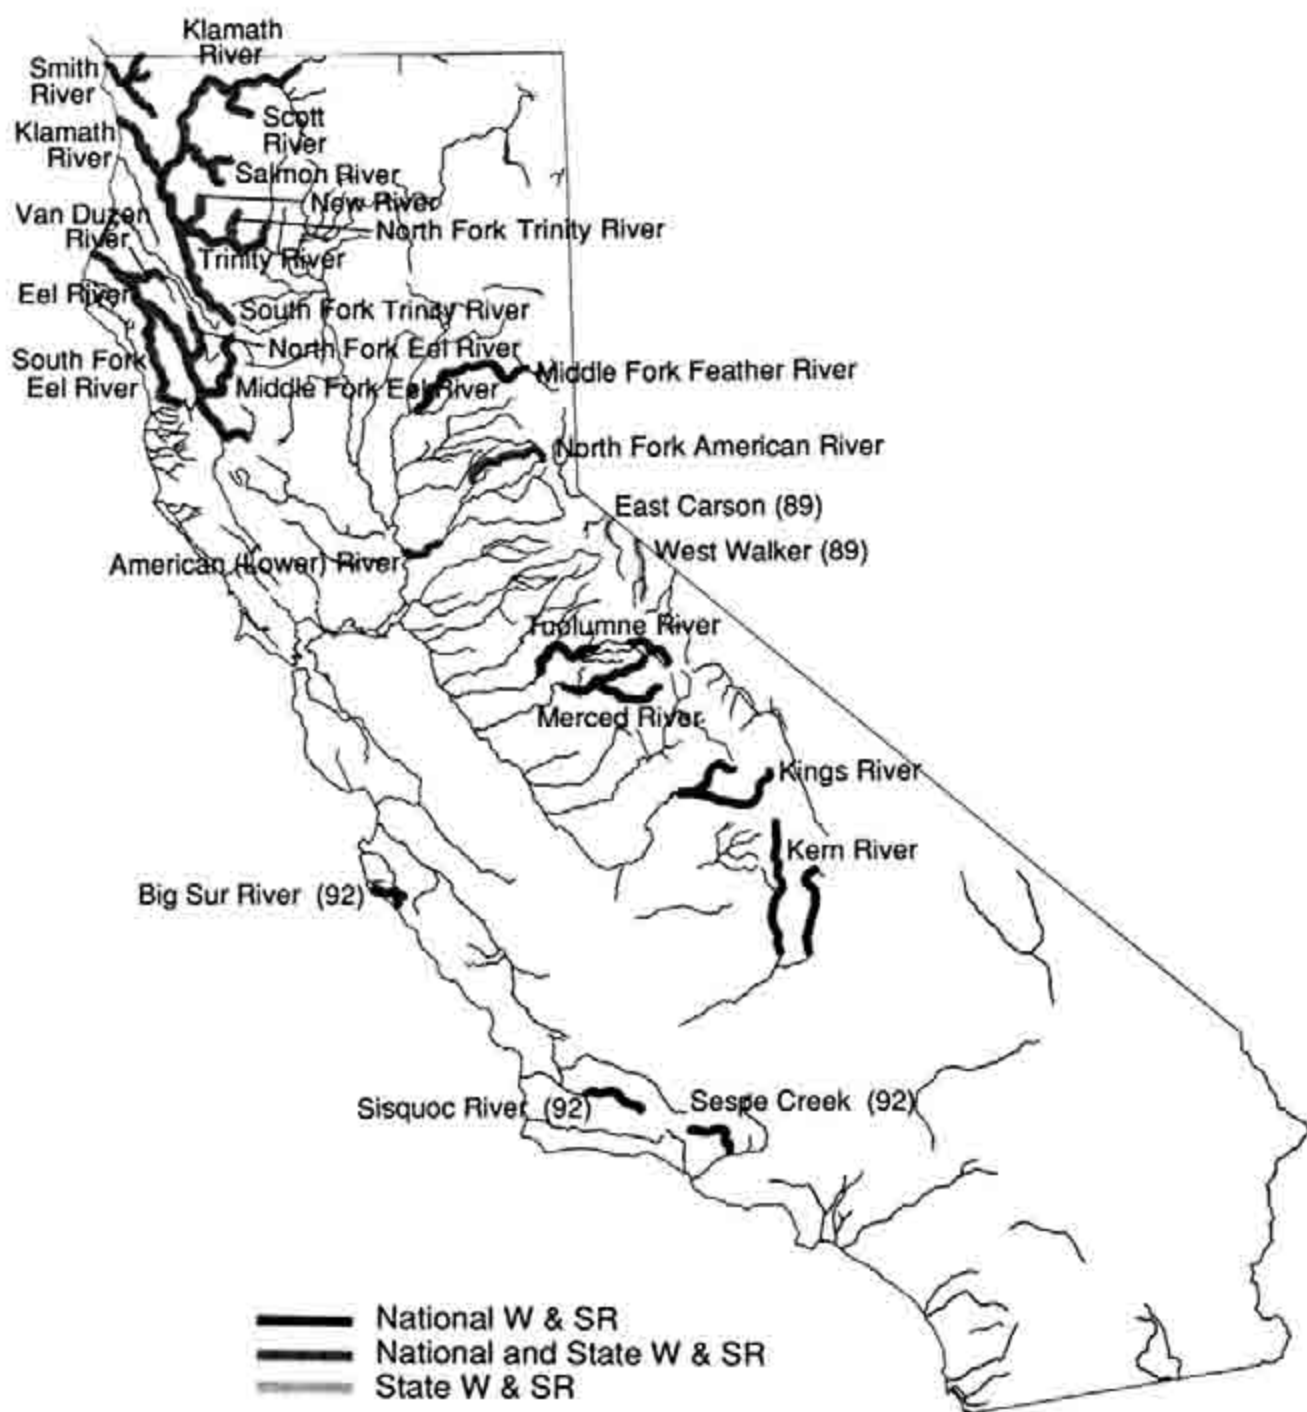 Klamath
River
Smith
River
Klamath
River
Scott
River
Salmon River
New River
Van Duzen
River
North Fork Trinity River
Trinity River
Eel River
South Fork Trinity River
North Fork Eel River
South Fork
Eel River
Middle Fork Eel River
Middle Fork Feather River
North Fork American River
East Carson (89)
West Walker (89)
American (Lower) River
Tuolumne River
Merced River
Kings River
Kern River
Big Sur River (92)
Sisquoc River (92)
Sespe Creek (92)
National W & SR
National and State W & SR
State W & SR